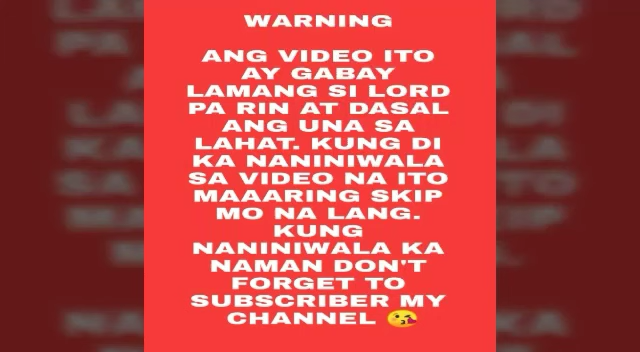 WARNING
ANG VIDEO ITO
AY GABAY
LAMANG SI LORD
PA RIN AT DASAL
ANG UNA SA
LAHAT. KUNG DI
KA NANINIWALA
SA VIDEO NA ITO
MAAARING SKIP
MO NA LANG.
KUNG
NANINIWALA KA
NAMAN DON'T
FORGET TO
SUBSCRIBER MY
CHANNEL 😘